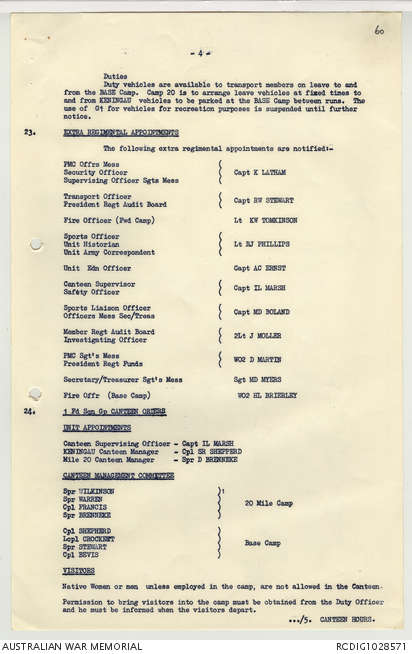 60
- 4 -
Duties
Duty vehicles are available to transport members on leave to and
from the BASE Camp. Camp 20 is to arrange leave vehicles at fixed times to
and from KENINGAU vehicles to be parked at the BASE Camp between runs. The
use of Gt for vehicles for recreation purposes is suspended until further
notice.
23. EXTRA REGIMENTAL APPOINTMENTS
The following extra regimental appointments are notified:-
PMC Offrs Mess
Security Officer
Supervising Officer Sgts Mess
Capt K LATHAM
Transport Officer
President Regt Audit Board
Capt RW STEWART
Fire Officer (Fwd Camp) Lt KW TOMKINSON
Sports Officer
Unit Historian
Unit Army Correspondent
Lt RJ PHILLIPS
Unit Edn Officer Capt AC ERNST
Canteen Supervisor
Safety Officer
Capt IL MARSH
Sports Liaison Officer
Officers Mess Sec/Treas
Capt MD BOLAND
Member Regt Audit Board
Investigating Officer
2Lt J MOLLER
PMC Sgt's Mess
President Regt Funds
WO2 D MARTIN
Secretary/Treasurer Sgt's Mess Sgt MD MYERS
Fire Offr (Base Camp) WO2 HL BRIERLEY
24. 1 Fd Sqn Gp CANTEEN ORDERS
UNIT APPOINTMENTS
Canteen Supervising Officer - Capt IL MARSH
KENINGAU Canteen Manager - Cpl SR SHEPPERD
Mile 20 Canteen Manager - Spr D BRENNEKE
CANTEEN MANAGEMENT COMMITTEE
Spr WILKINSON
Spr WARREN
Cpl FRANCIS
Spr BRENNEKE
20 Mile Camp
Cpl SHEPHERD
Lcpl CROCKETT
Spr STEWART
Cpl BEVIS
Base Camp
VISITORS
Native Women or men unless employed in the camp, are not allowed in the Canteen.
Permission to bring visitors into the camp must be obtained from the Duty Officer
and he must be informed when the visitors depart.
.../5. CANTEEN HOURS.
AUSTRALIAN WAR MEMORIAL
RCDIG1028571